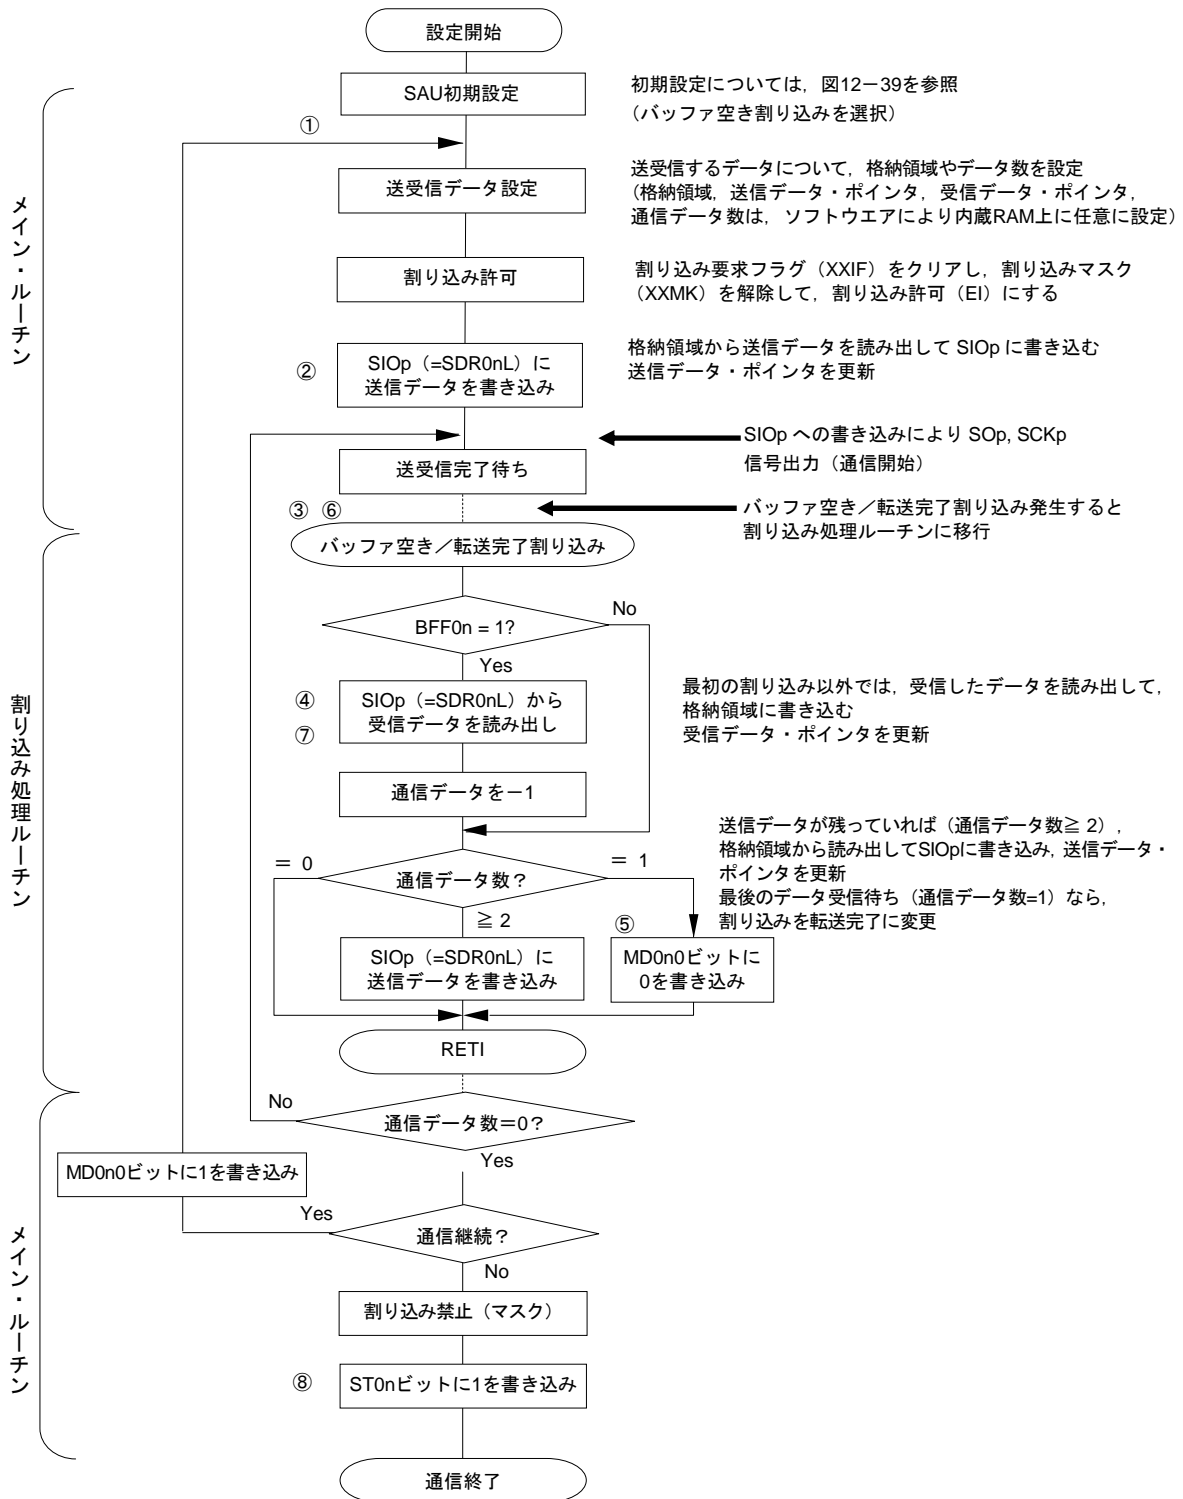 設定開始
SAU初期設定
初期設定については，図12－39を参照
（バッファ空き割り込みを選択）
①
送受信データ設定
送受信するデータについて，格納領域やデータ数を設定
（格納領域，送信データ・ポインタ，受信データ・ポインタ，
通信データ数は，ソフトウエアにより内蔵RAM上に任意に設定）
メイン・ルーチン
割り込み許可
割り込み要求フラグ（XXIF）をクリアし，割り込みマスク
（XXMK）を解除して，割り込み許可（EI）にする
②
SIOp（=SDR0nL）に
送信データを書き込み
格納領域から送信データを読み出して SIOp に書き込む
送信データ・ポインタを更新
SIOp への書き込みにより SOp, SCKp
信号出力（通信開始）
送受信完了待ち
③ ⑥
バッファ空き／転送完了割り込み発生すると
割り込み処理ルーチンに移行
バッファ空き／転送完了割り込み
BFF0n = 1?
No
Yes
割り込み処理ルーチン
④
⑦
SIOp（=SDR0nL）から
受信データを読み出し
最初の割り込み以外では，受信したデータを読み出して，
格納領域に書き込む
受信データ・ポインタを更新
通信データを－1
送信データが残っていれば（通信データ数≧ 2），
格納領域から読み出してSIOpに書き込み, 送信データ・
ポインタを更新
最後のデータ受信待ち（通信データ数=1）なら，
割り込みを転送完了に変更
＝ 0
通信データ数？
＝ 1
≧ 2
⑤
SIOp（=SDR0nL）に
送信データを書き込み
MD0n0ビットに
0を書き込み
RETI
No
通信データ数＝0？
Yes
MD0n0ビットに1を書き込み
Yes
通信継続？
No
メイン・ルーチン
割り込み禁止（マスク）
⑧
ST0nビットに1を書き込み
通信終了